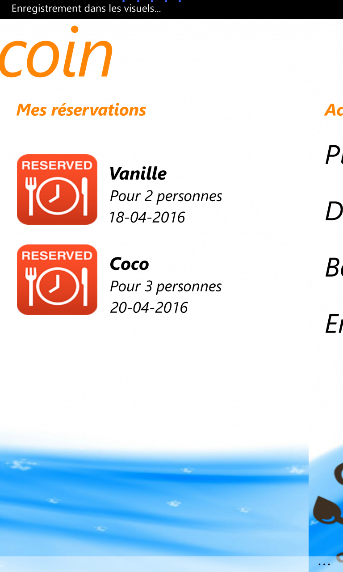 Enregistrement dans les visuels...
coin
Mes réservations
RESERVED
Vanille
Pour 2 personnes
18-04-2016
RESERVED
Coco
Pour 3 personnes
20-04-2016
...